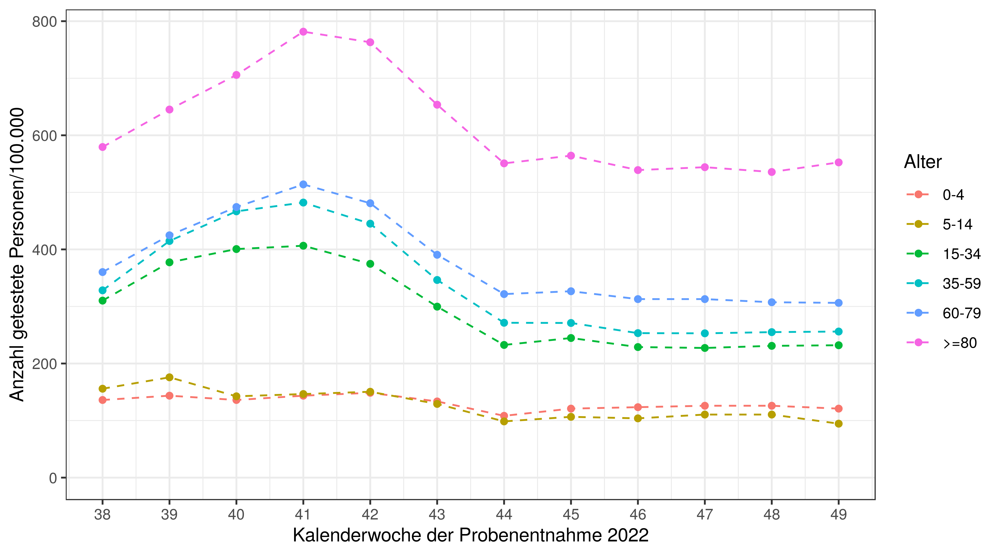 Anzahl getestete Personen/100.000
800
600
400
200
0
38 39 40 41 42 43 44 45 46 47 48 49
Kalenderwoche der Probenentnahme 2022
Alter
0-4
5-14
15-34
35-59
60-79
>=80